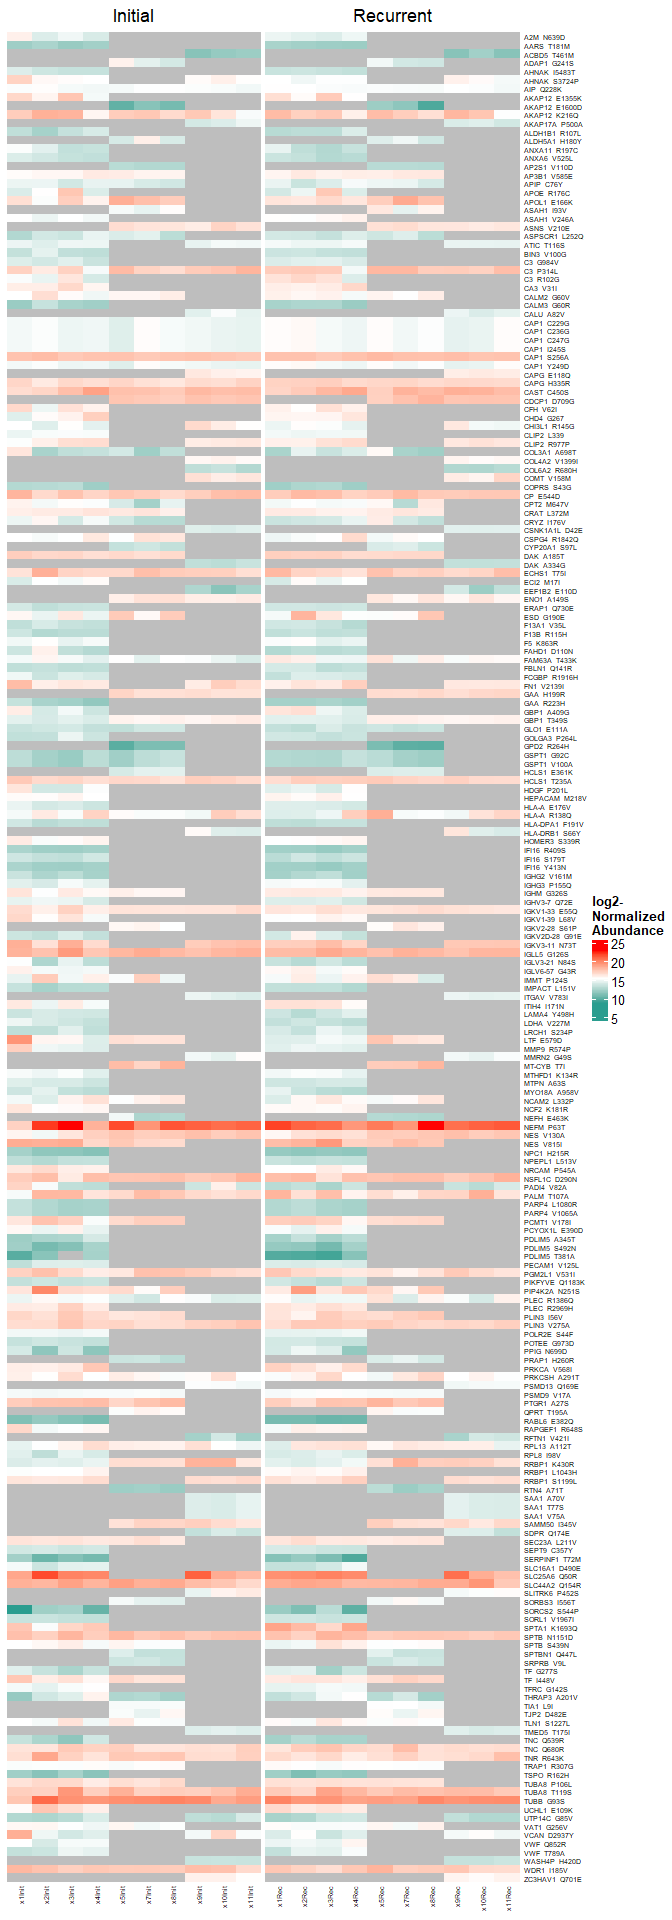 Initial
Recurrent
A2M N639D
AARS T181M
ACBD5 T461M
ADAP1 G241S
AHNAK I5483T
AHNAK S3724P
AIP Q228K
AKAP12 E1355K
AKAP12 E1600D
AKAP12 K216Q
AKAP17A P500A
ALDH1B1 R107L
ALDH5A1 H180Y
ANXA11 R197C
ANXA6 V525L
AP2S1 V110D
AP3B1 V585E
APIP C76Y
APOE R176C
APOL1 E166K
ASAH1 I93V
ASAH1 V246A
ASNS V210E
ASPSCR1 L252Q
ATIC T116S
BIN3 V100G
C3 G984V
C3 P314L
C3 R102G
CA3 V31I
CALM2 G60V
CALM3 G60R
CALU A82V
CAP1 C229G
CAP1 C236G
CAP1 C247G
CAP1 I245S
CAP1 S256A
CAP1 Y249D
CAPG E118Q
CAPG H335R
CAST C450S
CDCP1 D709G
CFH V62I
CHD4 G267
CHI3L1 R145G
CLIP2 L339
CLIP2 R977P
COL3A1 A698T
COL4A2 V1399I
COL6A2 R680H
COMT V158M
COPRS S43G
CP E544D
CPT2 M647V
CRAT L372M
CRYZ I176V
CSNK1A1L D42E
CSPG4 R1842Q
CYP20A1 S97L
DAK A185T
DAK A334G
ECHS1 T75I
ECI2 M17I
EEF1B2 E110D
ENO1 A149S
ERAP1 Q730E
ESD G190E
F13A1 V35L
F13B R115H
F5 K863R
FAHD1 D110N
FAM63A T433K
FBLN1 Q141R
FCGBP R1916H
FN1 V2139I
GAA H199R
GAA R223H
GBP1 A409G
GBP1 T349S
GLO1 E111A
GOLGA3 P264L
GPD2 R264H
GSPT1 G92C
GSPT1 V100A
HCLS1 E361K
HCLS1 T235A
HDGF P201L
HEPACAM M218V
HLA-A E176V
HLA-A R138Q
HLA-DPA1 F191V
HLA-DRB1 S66Y
HOMER3 S339R
IFI16 R409S
IFI16 S179T
IFI16 Y413N
IGHG2 V161M
IGHG3 P155Q
IGHM G326S
IGHV3-7 Q72E
IGKV1-33 E55Q
IGKV1-39 L68V
IGKV2-28 S61P
IGKV2D-28 G91E
IGKV3-11 N73T
IGLL5 G126S
IGLV3-21 N84S
IGLV6-57 G43R
IMMT P124S
IMPACT L151V
ITGAV V783I
ITIH4 I171N
LAMA4 Y498H
LDHA V227M
LRCH1 S234P
LTF E579D
MMP9 R574P
MMRN2 G49S
MT-CYB T7I
MTHFD1 K134R
MTPN A63S
MYO18A A958V
NCAM2 L332P
NCF2 K181R
NEFH E463K
NEFM P63T
NES V130A
NES V815I
NPC1 H215R
NPEPL1 L513V
NRCAM P545A
NSFL1C D290N
PADI4 V82A
PALM T107A
PARP4 L1080R
PARP4 V1065A
PCMT1 V178I
PCYOX1L E390D
PDLIM5 A345T
PDLIM5 S492N
PDLIM5 T381A
PECAM1 V125L
PGM2L1 V531I
PIKFYVE Q1183K
PIP4K2A N251S
PLEC R1386Q
PLEC R2969H
PLIN3 I56V
PLIN3 V275A
POLR2E S44F
POTEE G973D
PPIG N699D
PRAP1 H260R
PRKCA V568I
PRKCSH A291T
PSMD13 Q169E
PSMD9 V17A
PTGR1 A27S
QPRT T195A
RABL6 E382Q
RAPGEF1 R648S
RFTN1 V421I
RPL13 A112T
RPL8 I98V
RRBP1 K430R
RRBP1 L1043H
RRBP1 S1199L
RTN4 A71T
SAA1 A70V
SAA1 T77S
SAA1 V75A
SAMM50 I345V
SDPR Q174E
SEC23A L211V
SEPT9 C357Y
SERPINF1 T72M
SLC16A1 D490E
SLC25A6 Q50R
SLC44A2 Q154R
SLITRK6 P452S
SORBS3 I556T
SORCS2 S544P
SORL1 V1967I
SPTA1 K1693Q
SPTB N1151D
SPTB S439N
SPTBN1 Q447L
SRPRB V9L
TF G277S
TF I448V
TFRC G142S
THRAP3 A201V
TIA1 L9I
TJP2 D482E
TLN1 S1227L
TMED5 T175I
TNC Q539R
TNC Q680R
TNR R643K
TRAP1 R307G
TSPO R162H
TUBA8 P106L
TUBA8 T119S
TUBB G93S
UCHL1 E109K
UTP14C G85V
VAT1 G256V
VCAN D2937Y
VWF Q852R
VWF T789A
WASH4P H420D
WDR1 I185V
ZC3HAV1 Q701E
log2-
Normalized
Abundance
25
20
15
10
5
x1Init
x2Init
x3Init
x4Init
x5Init
x7Init
x8Init
x9Init
x10Init
x11Init
x1Rec
x2Rec
x3Rec
x4Rec
x5Rec
x7Rec
x8Rec
x9Rec
x10Rec
x11Rec